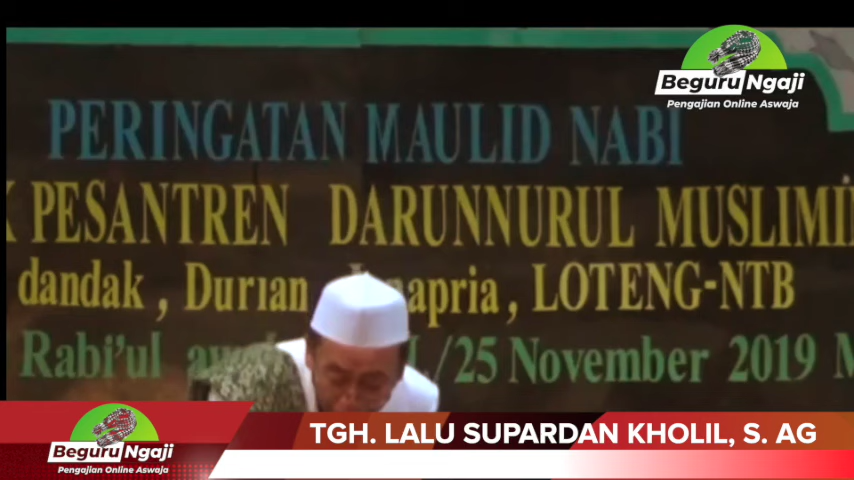 Beguru Ngaji
Pengajian Online Aswaja
PERINGATAN MAULID NABI
PESANTREN DARUNNURUL MUSLIMI
dandak, Durian LOTENG-NTB
Rabi'ul /25 November 2019 M
TGH. LALU SUPARDAN KHOLIL, S. AG
Beguru Ngaji
Pengajian Online Aswaja